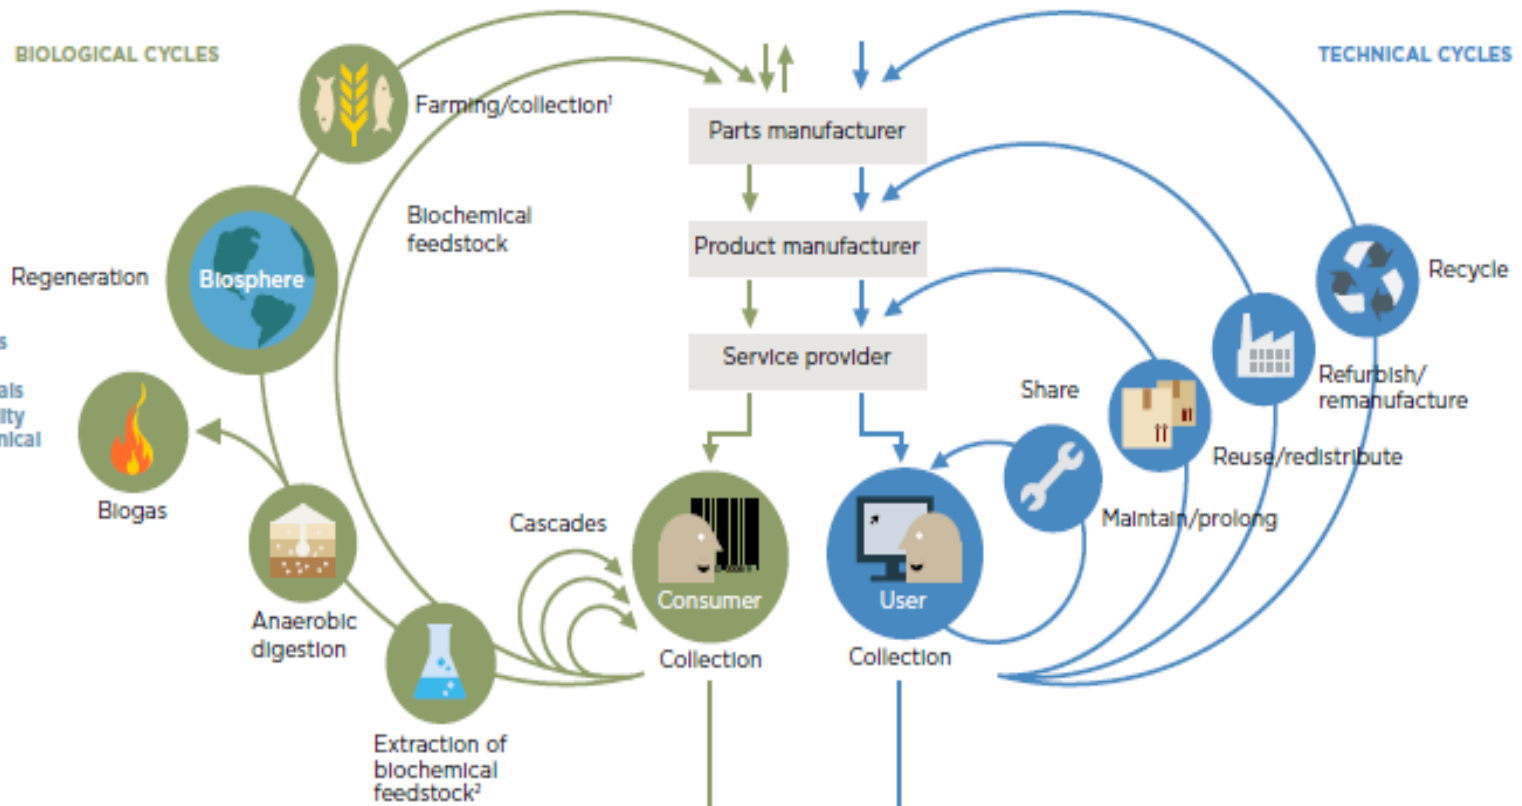 BIOLOGICAL CYCLES
TECHNICAL CYCLES
Farming/collection¹
Parts manufacturer
Biochemical
feedstock
Product manufacturer
Regeneration
Biosphere
Recycle
Service provider
Share
Refurbish/
remanufacture
Reuse/redistribute
Biogas
Cascades
Maintain/prolong
Consumer
User
Anaerobic
digestion
Collection
Collection
Extraction of
biochemical
feedstock²